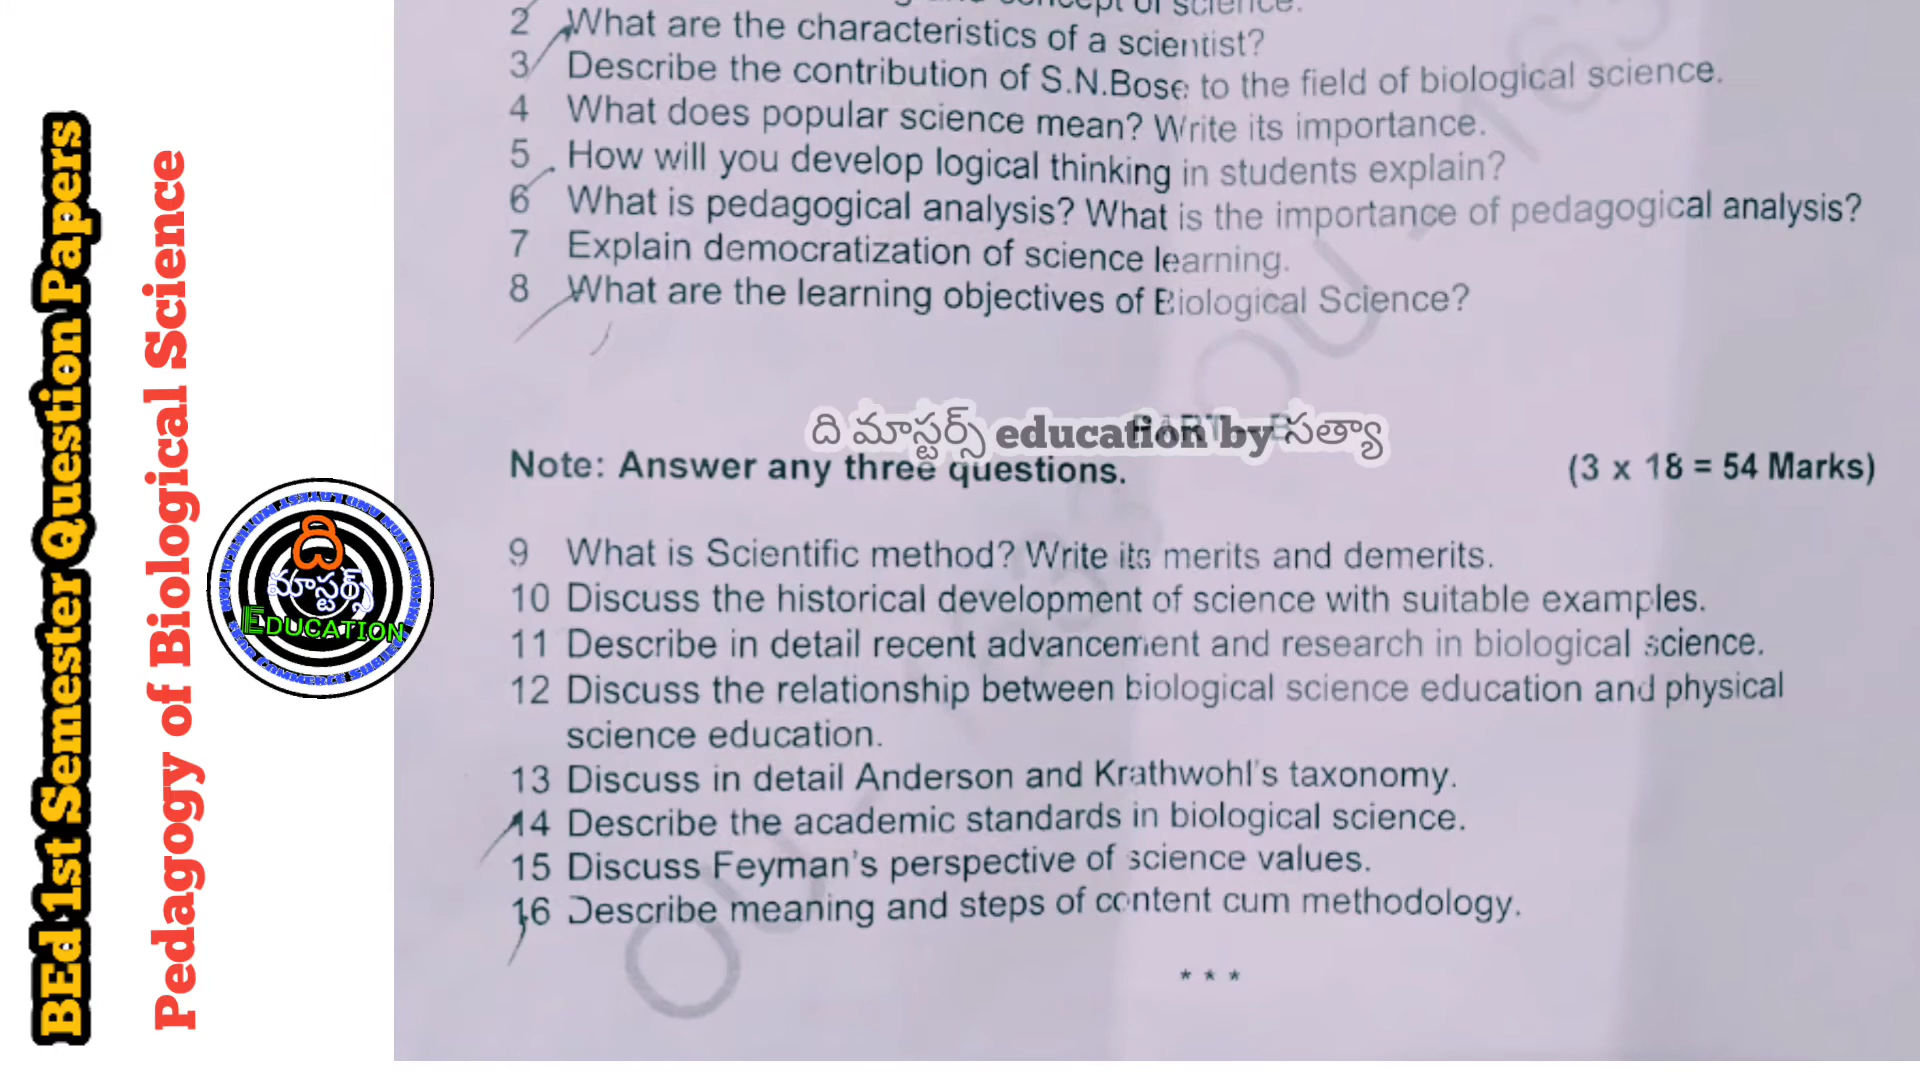 BEd 1st Semester Question Papers
Pedagogy of Biological Science
ది
మాస్టర్స్
EDUCATION
concept of science.
2 What are the characteristics of a scientist?
3 Describe the contribution of S.N.Bose to the field of biological science.
4 What does popular science mean? Write its importance.
5 How will you develop logical thinking in students explain?
6 What is pedagogical analysis? What is the importance of pedagogical analysis?
7 Explain democratization of science learning.
8 What are the learning objectives of Biological Science?
ది మాస్టర్స్ education by సత్యా
Note: Answer any three questions. (3 x 18 = 54 Marks)
9 What is Scientific method? Write its merits and demerits.
10 Discuss the historical development of science with suitable examples.
11 Describe in detail recent advancement and research in biological science.
12 Discuss the relationship between biological science education and physical
science education.
13 Discuss in detail Anderson and Krathwohl's taxonomy.
14 Describe the academic standards in biological science.
15 Discuss Feyman's perspective of science values.
16 Describe meaning and steps of content cum methodology.
* * *